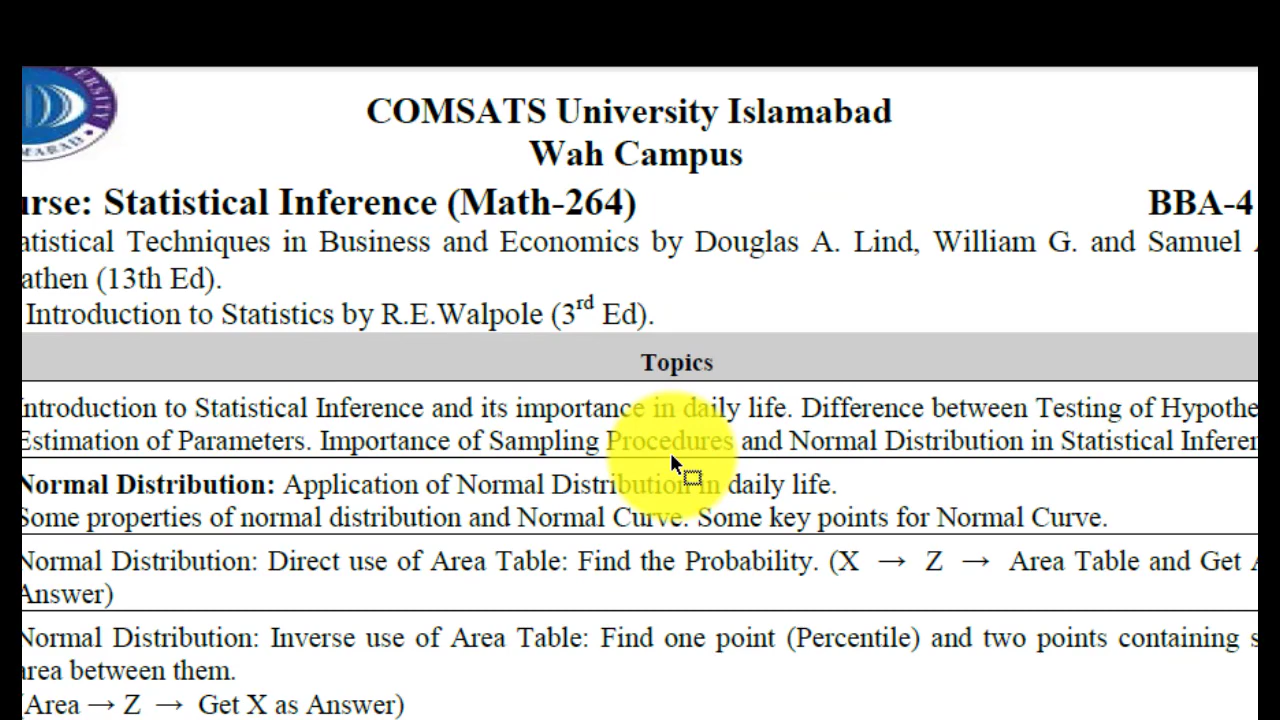 COMSATS University Islamabad
Wah Campus
urse: Statistical Inference (Math-264) BBA-4
atistical Techniques in Business and Economics by Douglas A. Lind, William G. and Samuel
athen (13th Ed).
Introduction to Statistics by R.E.Walpole (3rd Ed).
Topics
Introduction to Statistical Inference and its importance in daily life. Difference between Testing of Hypothe
Estimation of Parameters. Importance of Sampling Procedures and Normal Distribution in Statistical Inferen
Normal Distribution: Application of Normal Distribution in daily life.
Some properties of normal distribution and Normal Curve. Some key points for Normal Curve.
Normal Distribution: Direct use of Area Table: Find the Probability. (X → Z → Area Table and Get A
Answer)
Normal Distribution: Inverse use of Area Table: Find one point (Percentile) and two points containing s
area between them.
(Area → Z → Get X as Answer)